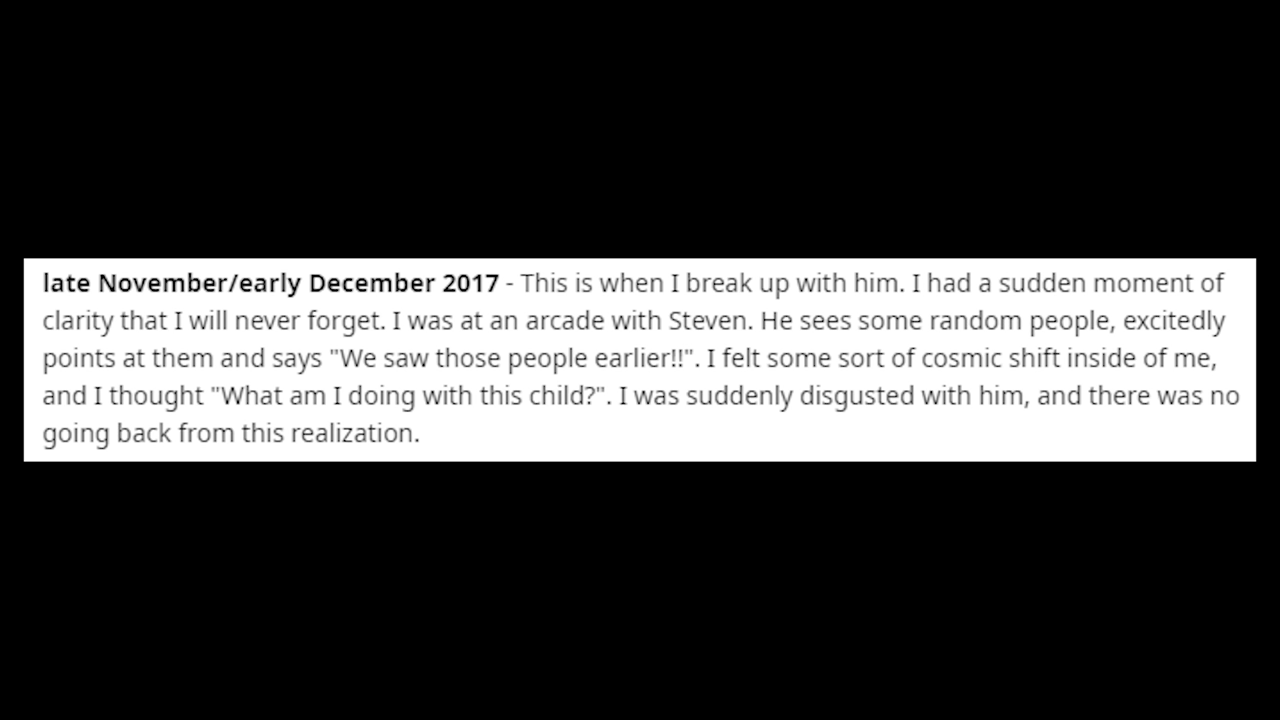 late November/early December 2017 - This is when I break up with him. I had a sudden moment of
clarity that I will never forget. I was at an arcade with Steven. He sees some random people, excitedly
points at them and says "We saw those people earlier!!". I felt some sort of cosmic shift inside of me,
and I thought "What am I doing with this child?". I was suddenly disgusted with him, and there was no
going back from this realization.